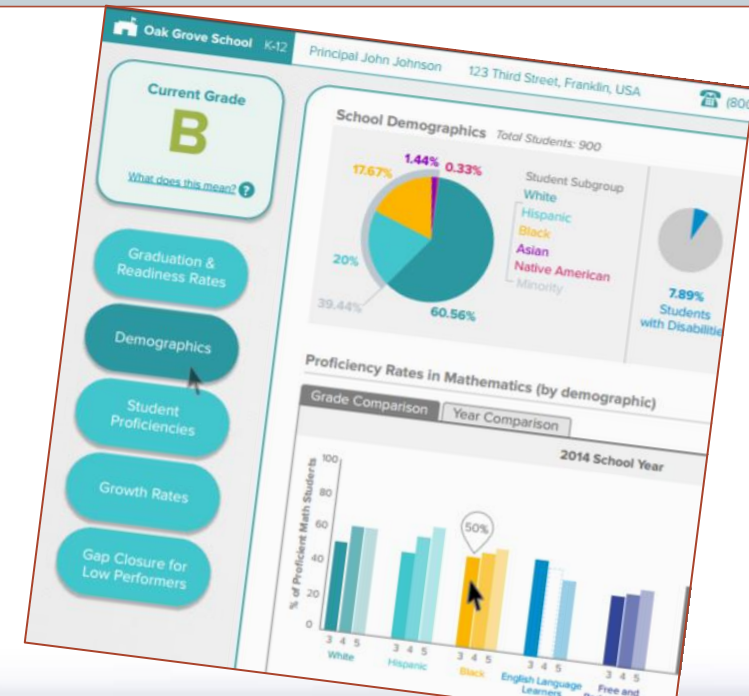 Oak Grove School K-12
Principal John Johnson
123 Third Street, Franklin, USA
(800
Current Grade
B
What does this mean? ?
Graduation &
Readiness Rates
Demographics
Student
Proficiencies
Growth Rates
Gap Closure for
Low Performers
School Demographics Total Students: 900
1.44% 0.33%
17.67%
20%
39.44%
60.56%
Student Subgroup
White
Hispanic
Black
Asian
Native American
Minority
7.89%
Students
with Disabilitie
Proficiency Rates in Mathematics (by demographic)
Grade Comparison Year Comparison
2014 School Year
% of Proficient Math Students
100
80
60
40
20
0
50%
3 4 5
White
3 4 5
Hispanic
3 4 5
Black
3 4 5
English Language
Learners
3 4 5
Free and